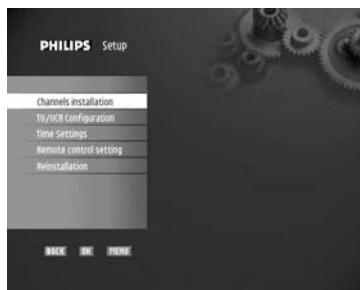 PHILIPS Setup
Channels installation
TV/VCR Configuration
Time Settings
Remote control setting
Reinstallation
BACK OK MENU